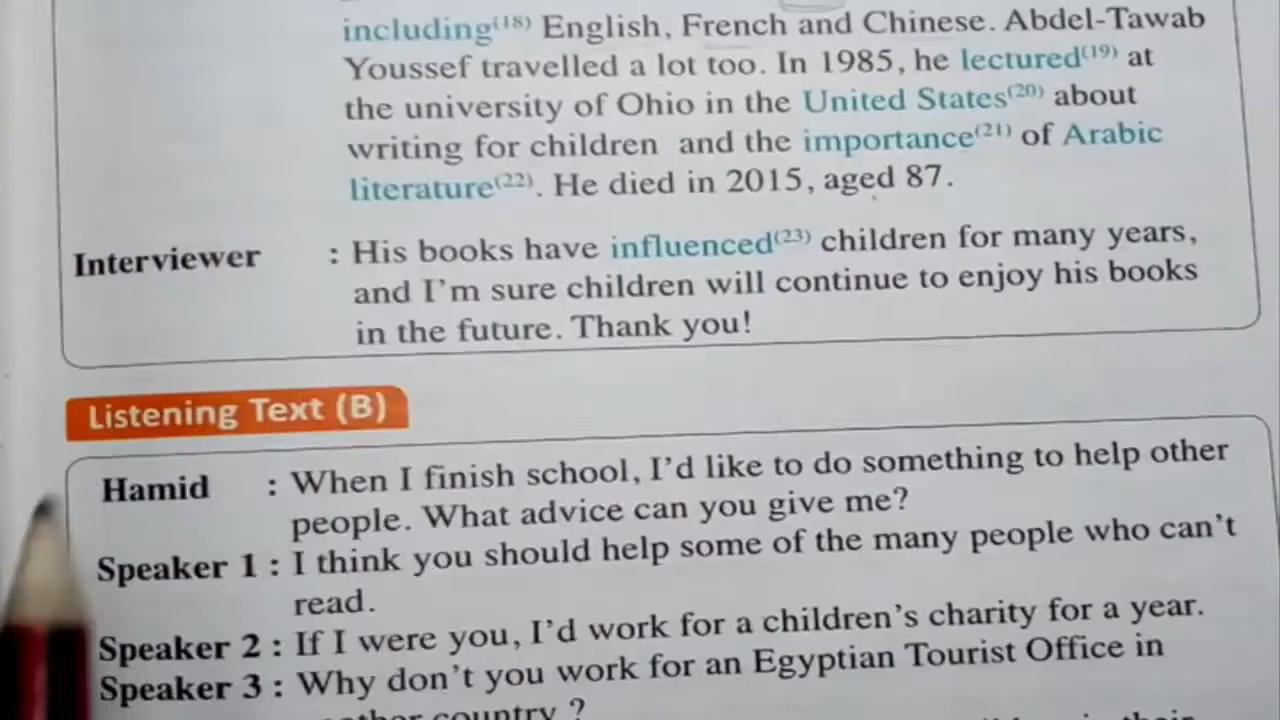 including(18) English, French and Chinese. Abdel-Tawab
Youssef travelled a lot too. In 1985, he lectured(19) at
the university of Ohio in the United States(20) about
writing for children and the importance(21) of Arabic
literature(22). He died in 2015, aged 87.
Interviewer : His books have influenced(23) children for many years,
and I'm sure children will continue to enjoy his books
in the future. Thank you!
Listening Text (B)
Hamid : When I finish school, I'd like to do something to help other
people. What advice can you give me?
Speaker 1 : I think you should help some of the many people who can't
read.
Speaker 2 : If I were you, I'd work for a children's charity for a year.
Speaker 3 : Why don't you work for an Egyptian Tourist Office in
country ?